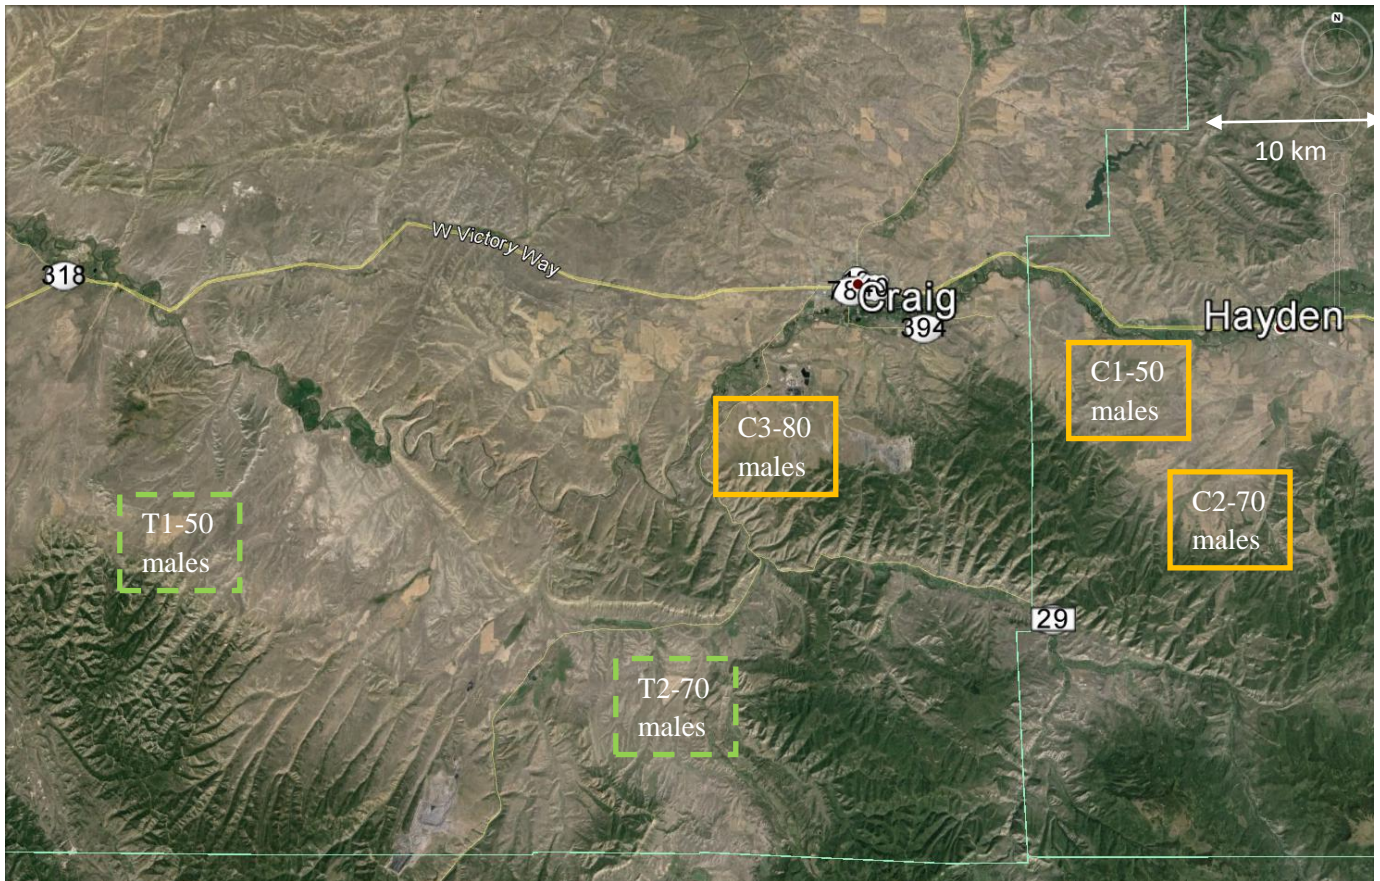 N
10 km
W Victory Way
318
Craig
394
Hayden
C1-50
males
C3-80
males
C2-70
males
T1-50
males
29
T2-70
males